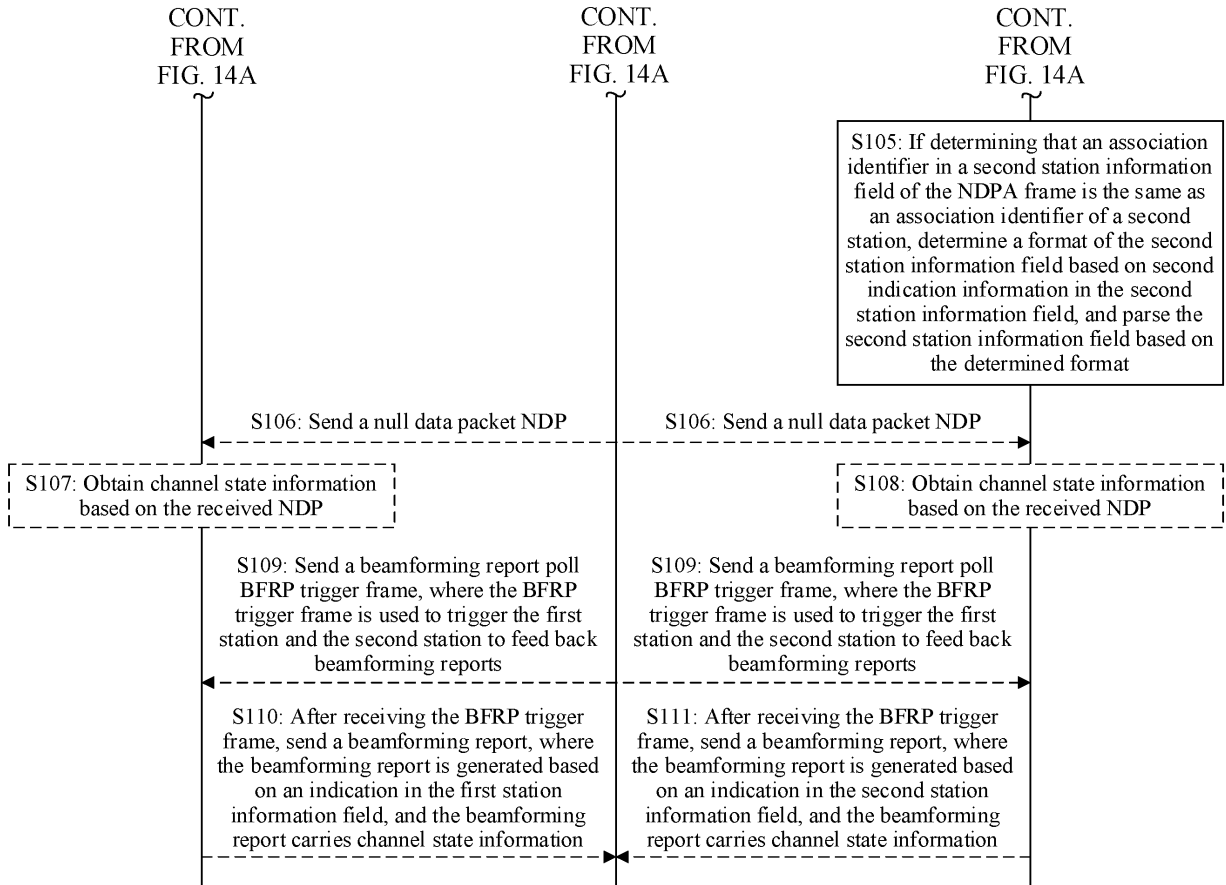 CONT.
FROM
FIG. 14A
CONT.
FROM
FIG. 14A
CONT.
FROM
FIG. 14A
S105: If determining that an association
identifier in a second station information
field of the NDPA frame is the same as
an association identifier of a second
station, determine a format of the second
station information field based on second
indication information in the second
station information field, and parse the
second station information field based on
the determined format
S106: Send a null data packet NDP
S106: Send a null data packet NDP
S107: Obtain channel state information
based on the received NDP
S108: Obtain channel state information
based on the received NDP
S109: Send a beamforming report poll
BFRP trigger frame, where the BFRP
trigger frame is used to trigger the first
station and the second station to feed back
beamforming reports
S109: Send a beamforming report poll
BFRP trigger frame, where the BFRP
trigger frame is used to trigger the first
station and the second station to feed back
beamforming reports
S110: After receiving the BFRP trigger
frame, send a beamforming report, where
the beamforming report is generated based
on an indication in the first station
information field, and the beamforming
report carries channel state information
S111: After receiving the BFRP trigger
frame, send a beamforming report, where
the beamforming report is generated based
on an indication in the second station
information field, and the beamforming
report carries channel state information